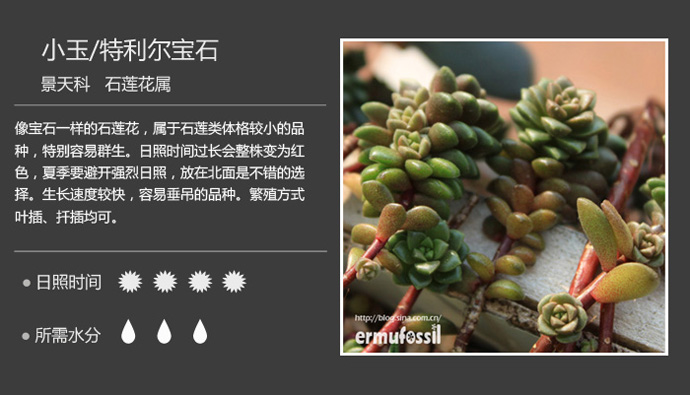 小玉/特利尔宝石
景天科 石莲花属
像宝石一样的石莲花，属于石莲类体格较小的品
种，特别容易群生。日照时间过长会整株变为红
色，夏季要避开强烈日照，放在北面是不错的选
择。生长速度较快，容易垂吊的品种。繁殖方式
叶插、扦插均可。
日照时间
所需水分
http://blog.sina.com.cn/
ermufossil